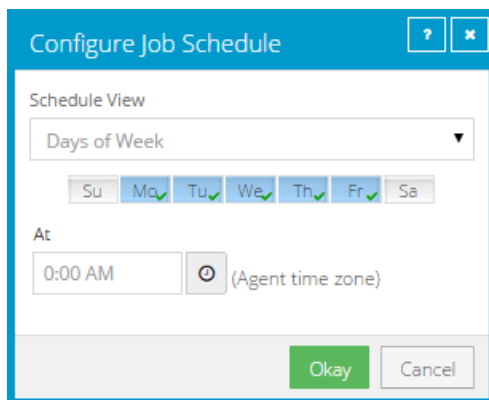 Configure Job Schedule ? ×
Schedule View
Days of Week
Su Mo Tu We Th Fr Sa
At
0:00 AM (Agent time zone)
Okay Cancel